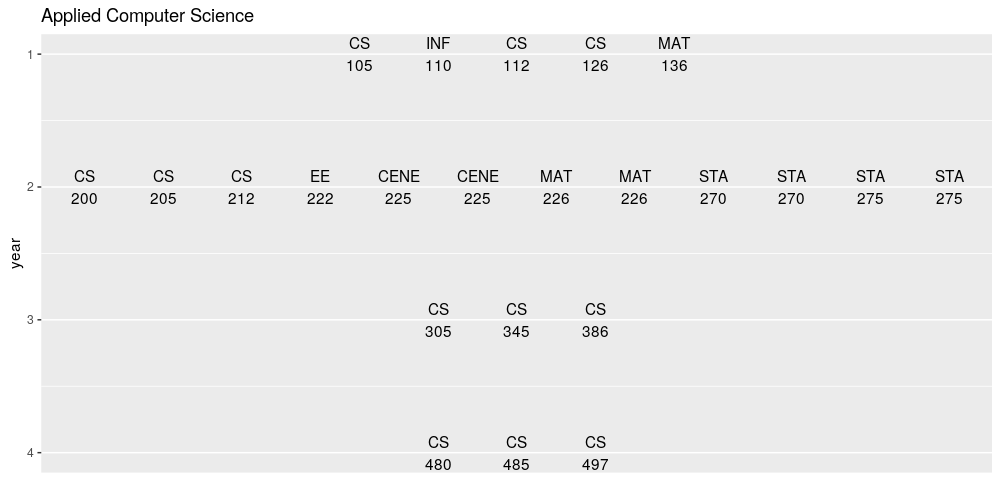 Applied Computer Science
CS INF CS CS MAT
1
105 110 112 126 136
CS CS CS EE CENE CENE MAT MAT STA STA STA STA
2
200 205 212 222 225 225 226 226 270 270 275 275
year
CS CS CS
3
305 345 386
CS CS CS
4
480 485 497